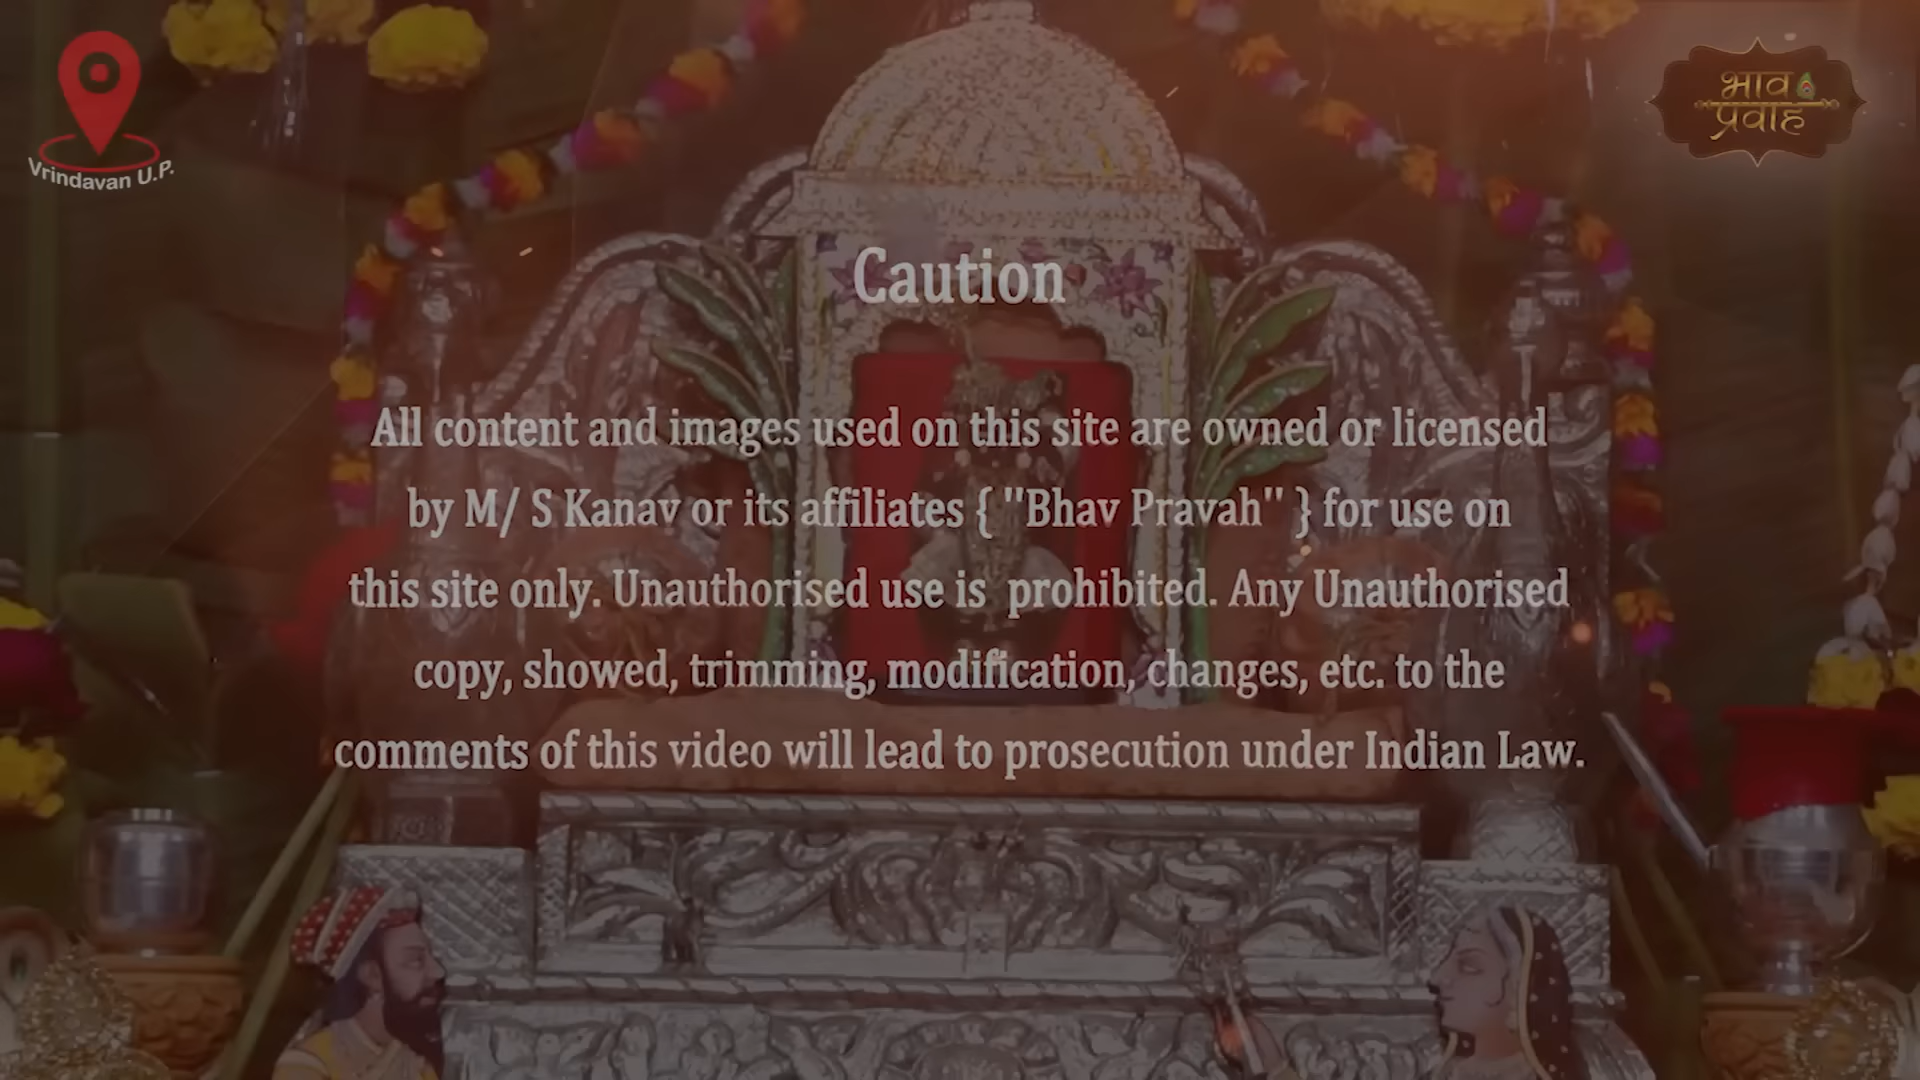 Vrindavan U.P.
भाव
प्रवाह
Caution
All content and images used on this site are owned or licensed
by M/ S Kanav or its affiliates { "Bhav Pravah" } for use on
this site only. Unauthorised use is prohibited. Any Unauthorised
copy, showed, trimming, modification, changes, etc. to the
comments of this video will lead to prosecution under Indian Law.